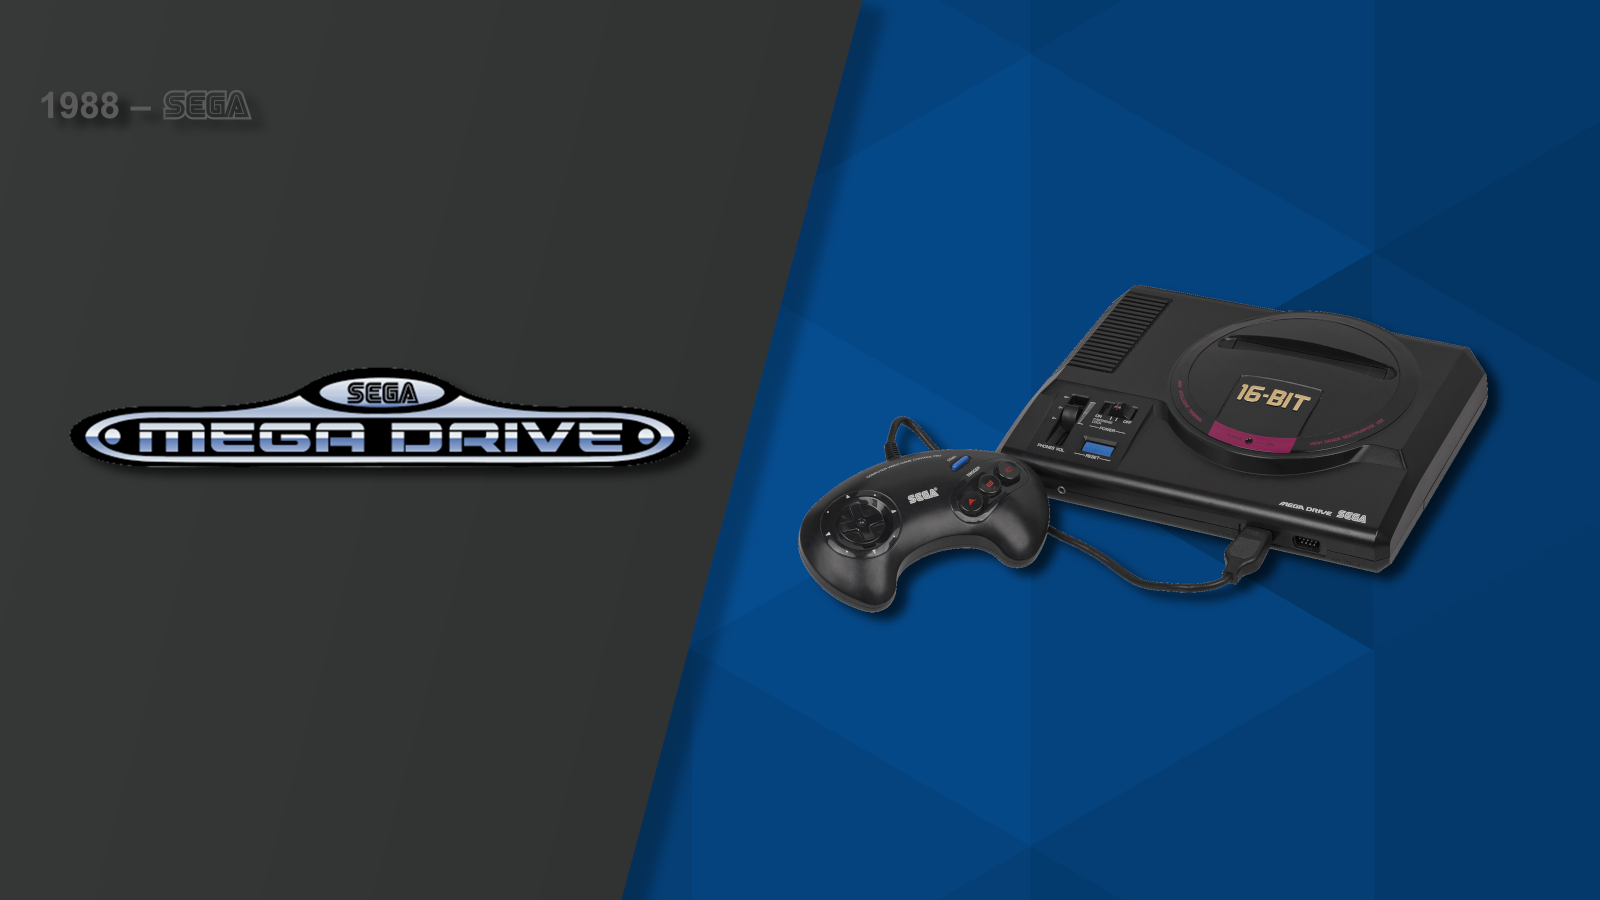 1988 – SEGA
SEGA
MEGA DRIVE
16-BIT
ON
OFF
POWER
PHONES VOL
RESET
SEGA
MEGA DRIVE SEGA